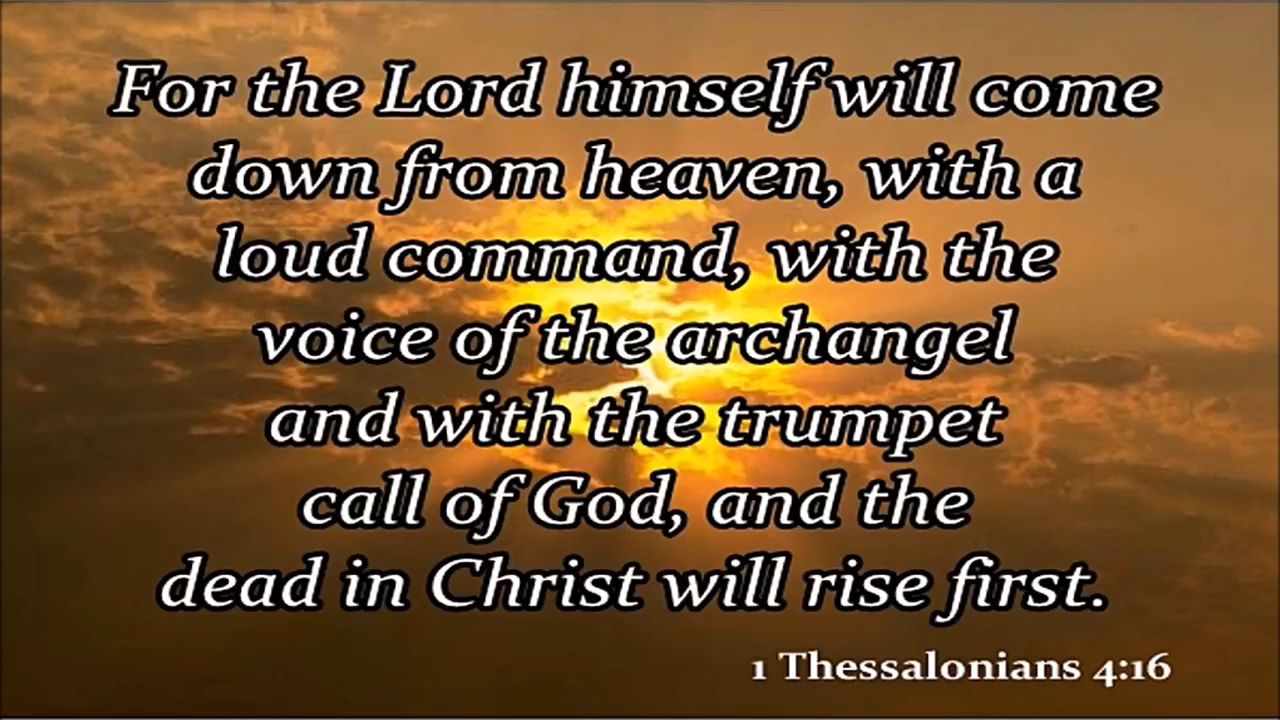 For the Lord himself will come
down from heaven, with a
loud command, with the
voice of the archangel
and with the trumpet
call of God, and the
dead in Christ will rise first.
1 Thessalonians 4:16